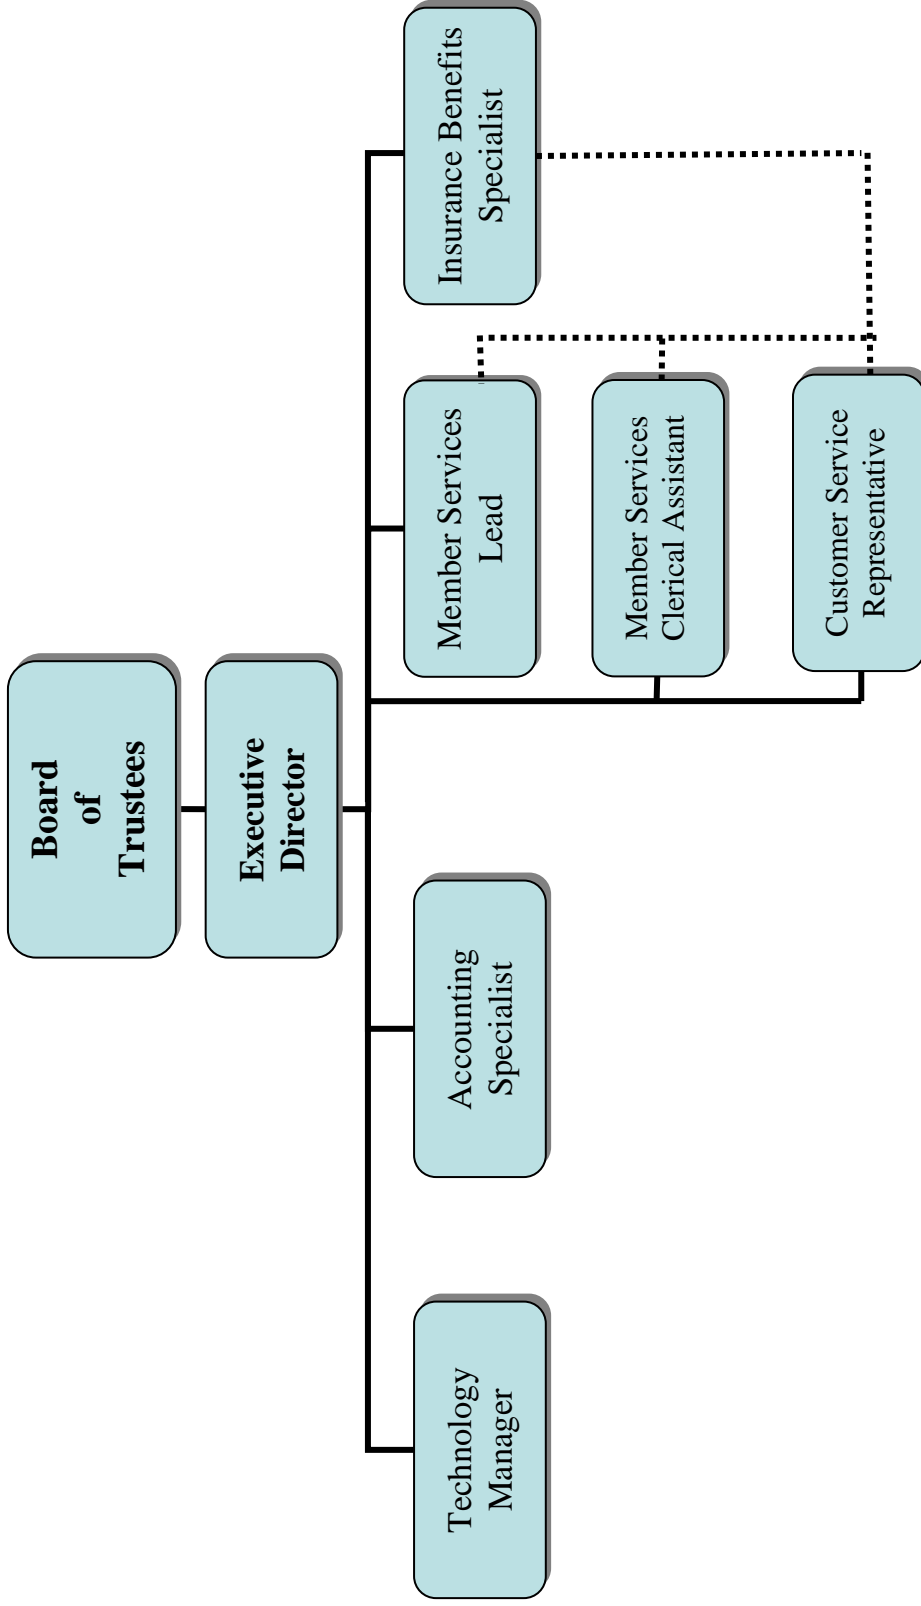 Board
of
Trustees
Executive
Director
Technology
Manager
Accounting
Specialist
Member Services
Lead
Insurance Benefits
Specialist
Member Services
Clerical Assistant
Customer Service
Representative